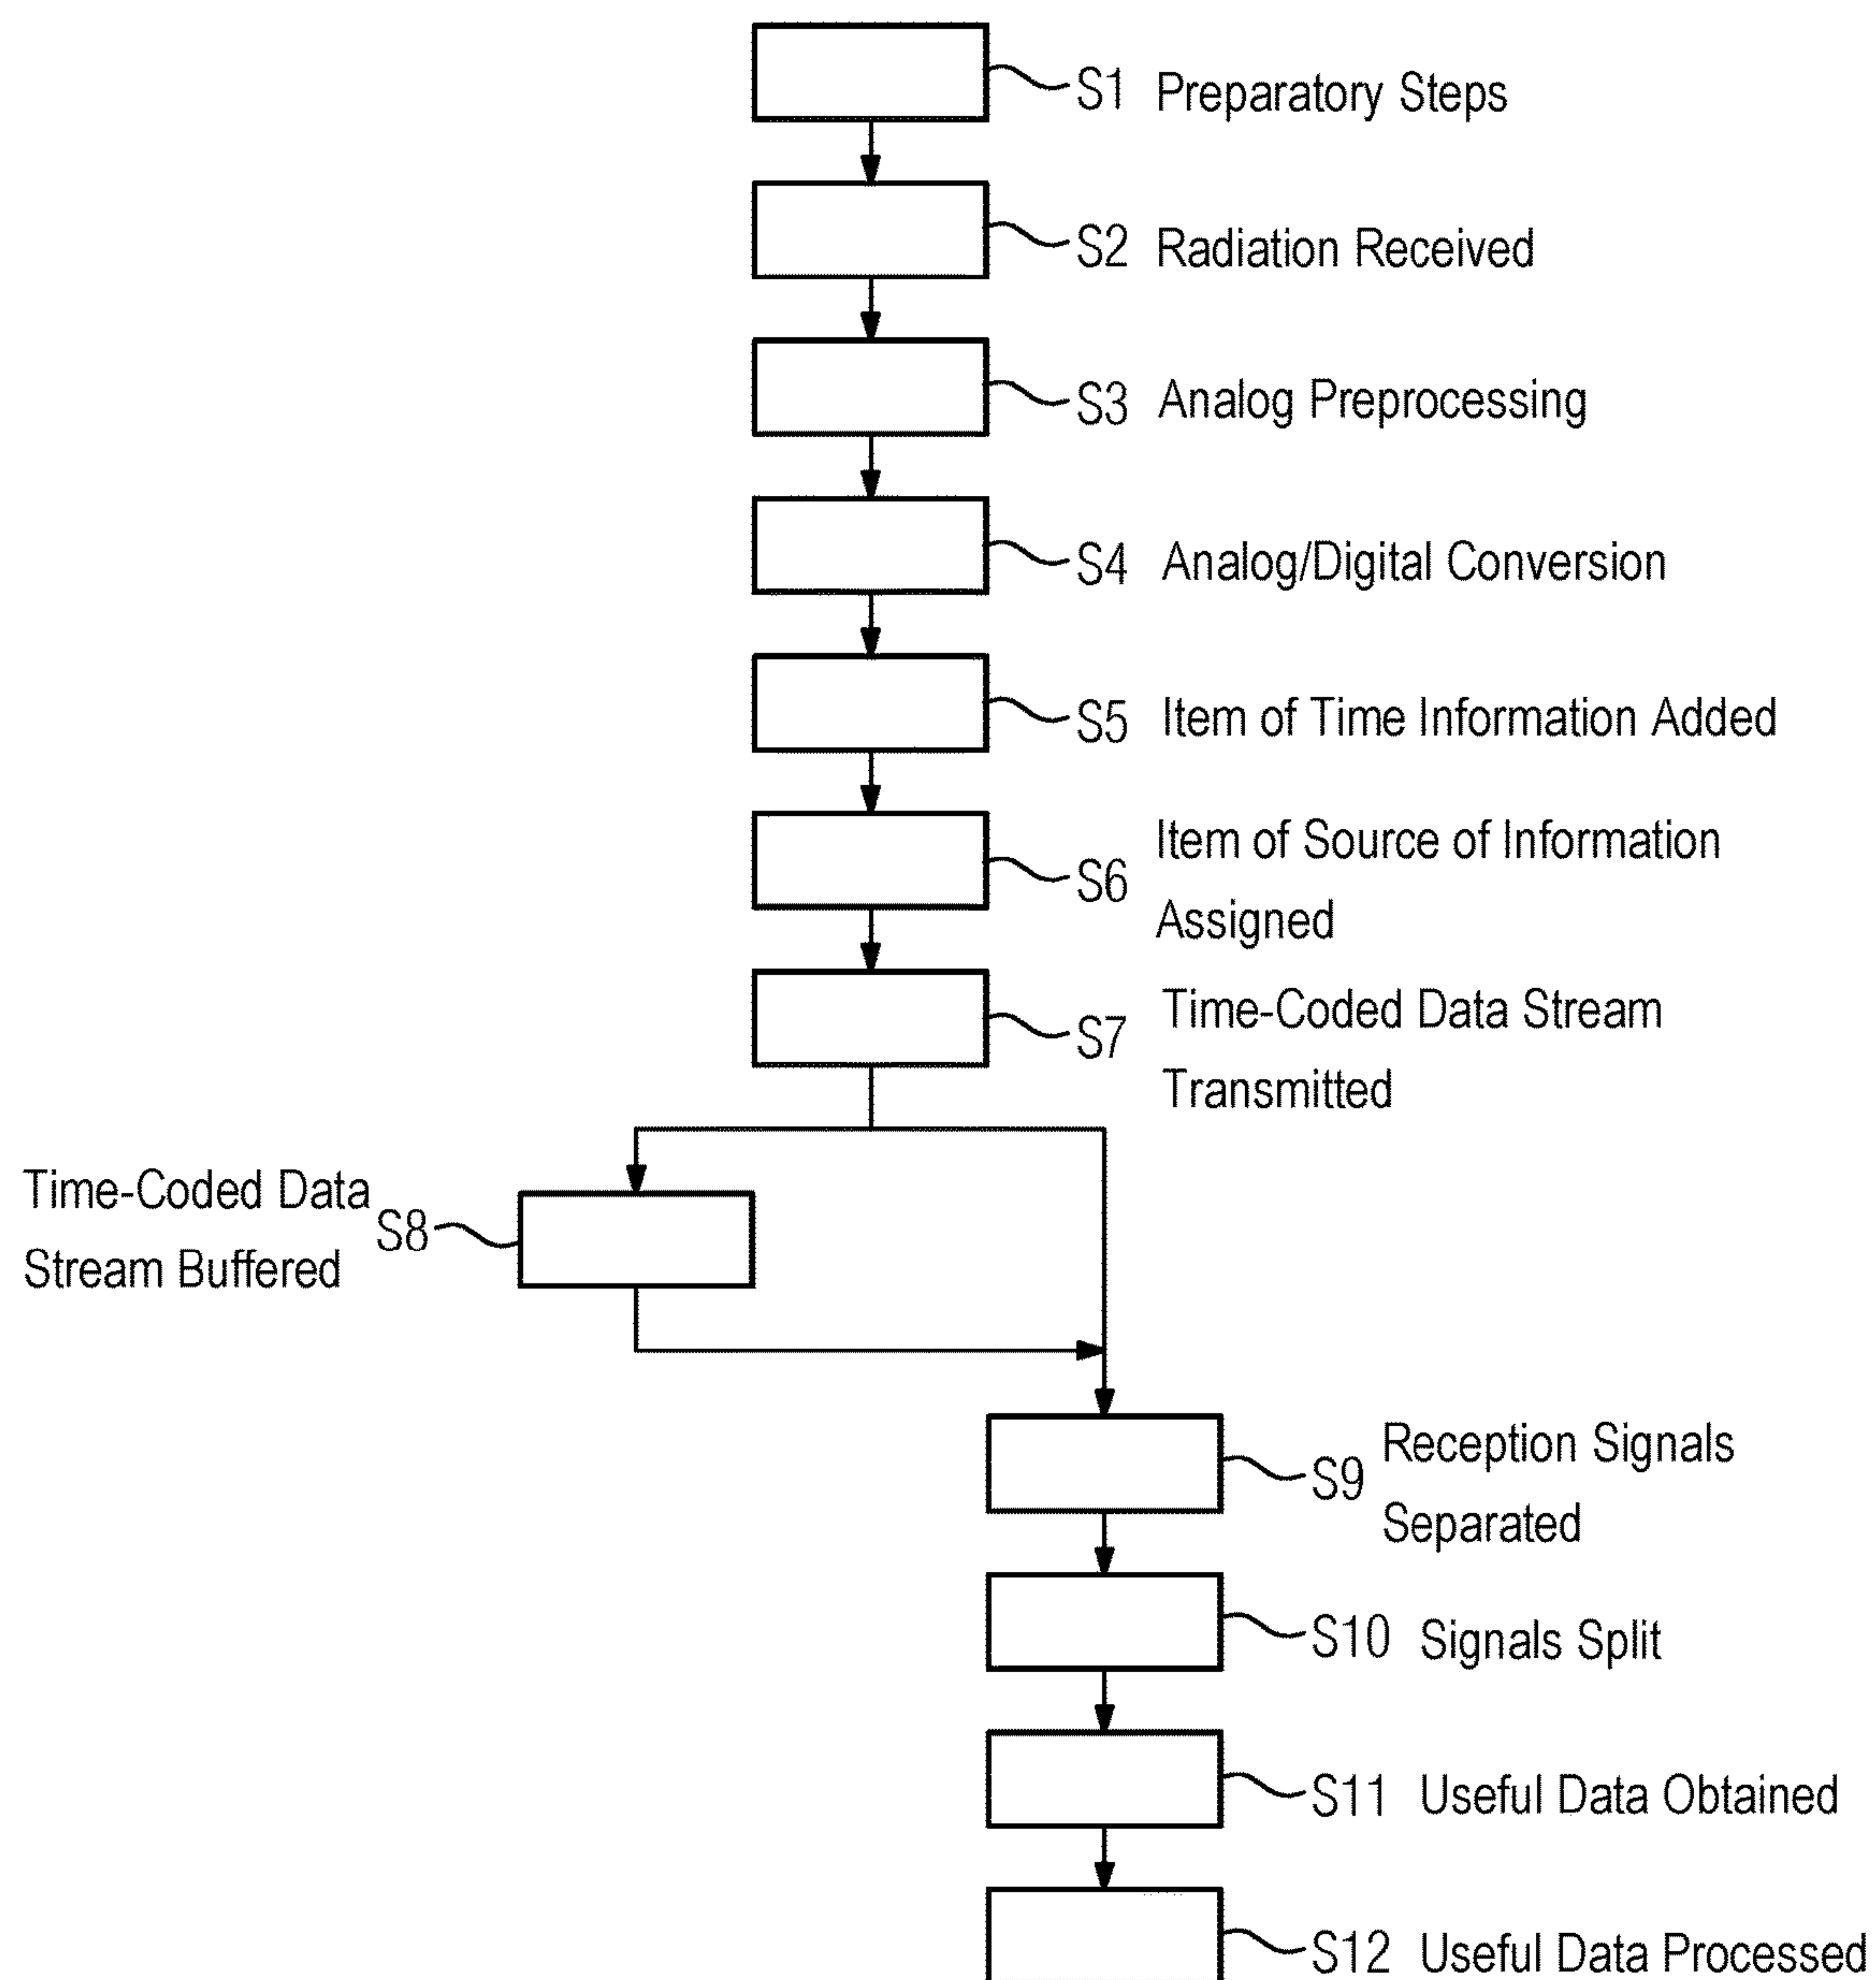 S1 Preparatory Steps
S2 Radiation Received
S3 Analog Preprocessing
S4 Analog/Digital Conversion
S5 Item of Time Information Added
S6 Item of Source of Information
Assigned
S7 Time-Coded Data Stream
Transmitted
Time-Coded Data
Stream Buffered S8
S9 Reception Signals
Separated
S10 Signals Split
S11 Useful Data Obtained
S12 Useful Data Processed